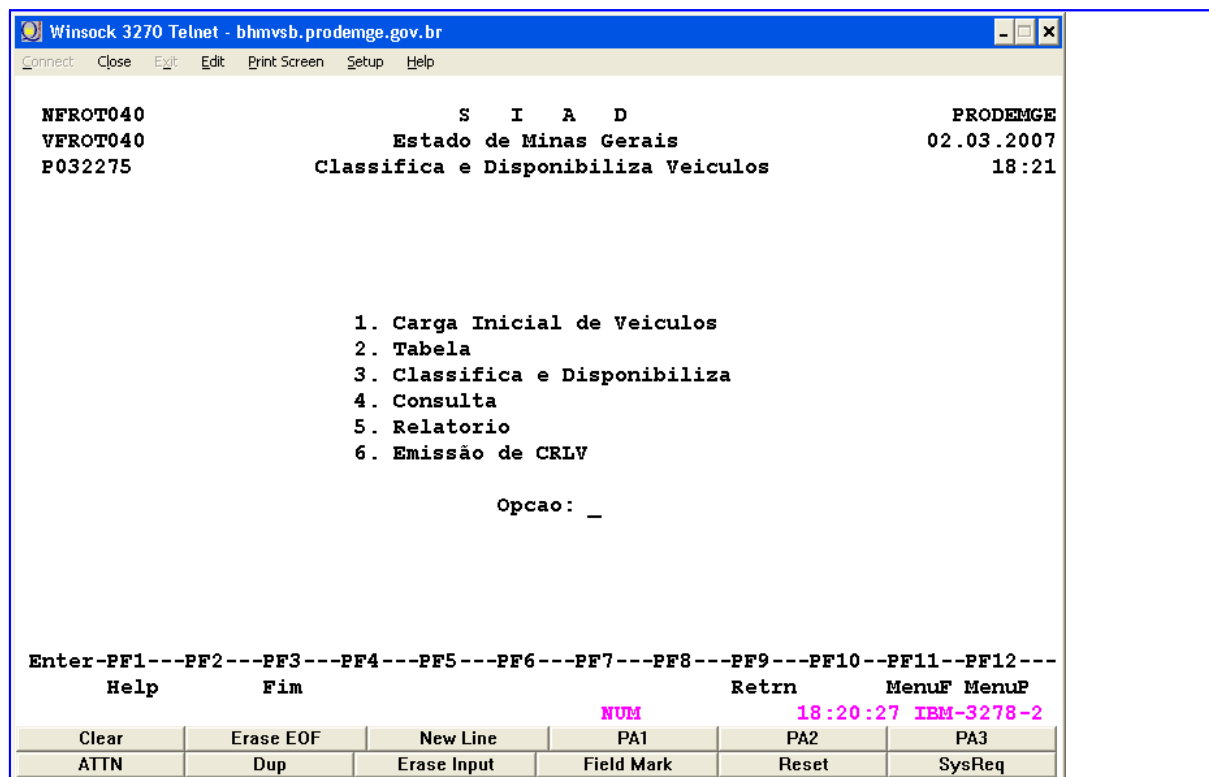 Winsock 3270 Telnet - bhmvsb.prodemge.gov.br
Connect Close Exit Edit Print Screen Setup Help
NFROT040 S I A D PRODEMGE
VFROT040 Estado de Minas Gerais 02.03.2007
P032275 Classifica e Disponibiliza Veiculos 18:21
1. Carga Inicial de Veiculos
2. Tabela
3. Classifica e Disponibiliza
4. Consulta
5. Relatorio
6. Emissão de CRLV
Opcao: _
Enter-PF1---PF2---PF3---PF4---PF5---PF6---PF7---PF8---PF9---PF10--PF11--PF12---
Help Fim Retrn MenuF MenuP
NUM 18:20:27 IBM-3278-2
Clear Erase EOF New Line PA1 PA2 PA3
ATTN Dup Erase Input Field Mark Reset SysReq